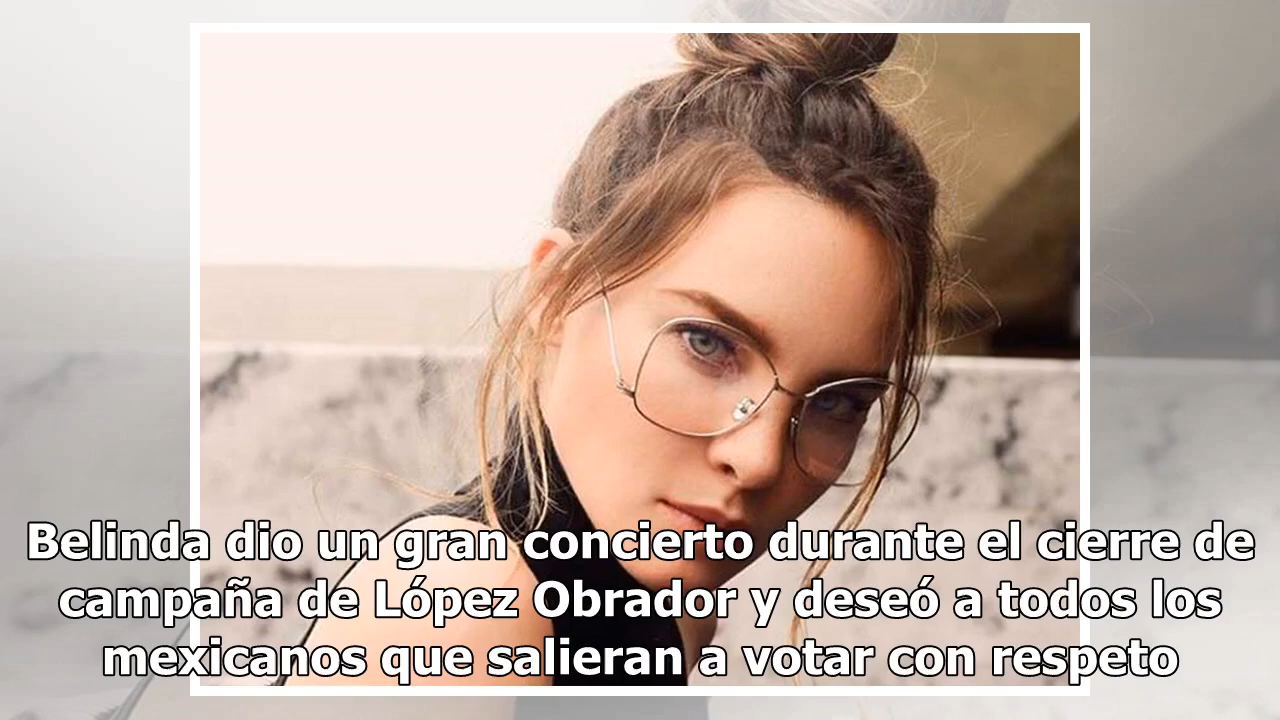 Belinda dio un gran concierto durante el cierre de
campaña de López Obrador y deseó a todos los
mexicanos que salieran a votar con respeto